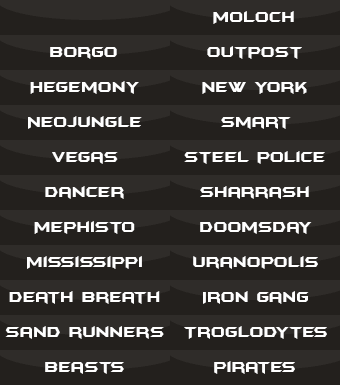 MOLOCH
BORGO OUTPOST
HEGEMONY NEW YORK
NEOJUNGLE SMART
VEGAS STEEL POLICE
DANCER SHARRASH
MEPHISTO DOOMSDAY
MISSISSIPPI URANOPOLIS
DEATH BREATH IRON GANG
SAND RUNNERS TROGLODYTES
BEASTS PIRATES